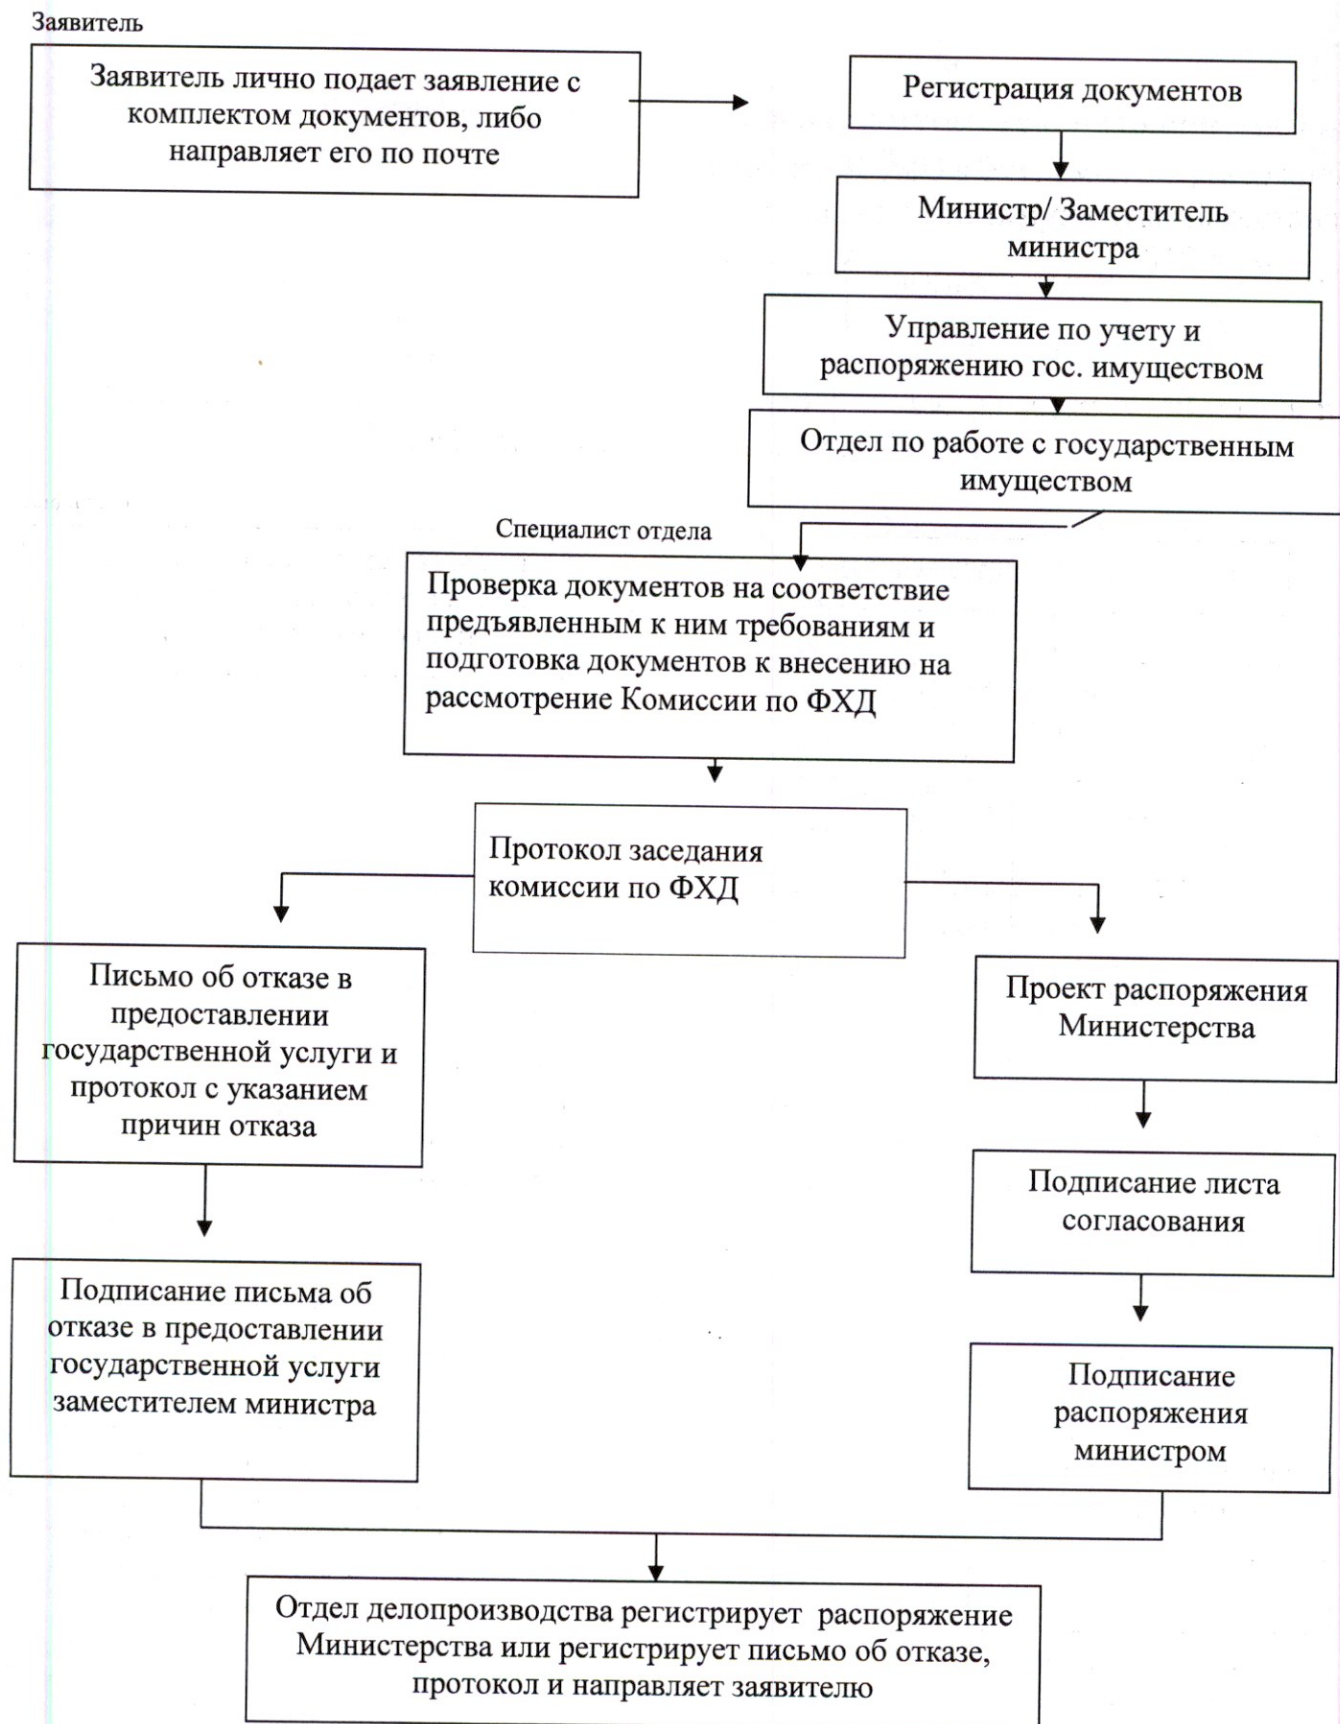 Заявитель
Заявитель лично подает заявление с
комплектом документов, либо
направляет его по почте
Регистрация документов
Министр/ Заместитель
министра
Управление по учету и
распоряжению гос. имуществом
Отдел по работе с государственным
имуществом
Специалист отдела
Проверка документов на соответствие
предъявленным к ним требованиям и
подготовка документов к внесению на
рассмотрение Комиссии по ФХД
Протокол заседания
комиссии по ФХД
Письмо об отказе в
предоставлении
государственной услуги и
протокол с указанием
причин отказа
Проект распоряжения
Министерства
Подписание листа
согласования
Подписание письма об
отказе в предоставлении
государственной услуги
заместителем министра
Подписание
распоряжения
министром
Отдел делопроизводства регистрирует распоряжение
Министерства или регистрирует письмо об отказе,
протокол и направляет заявителю